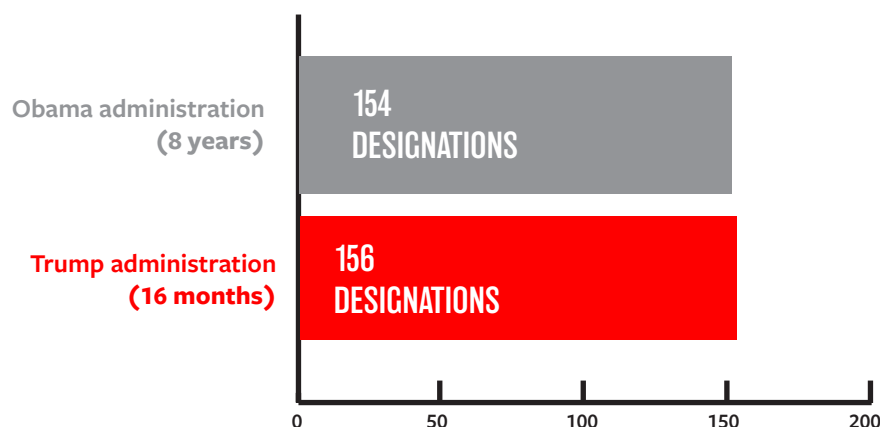 Obama administration
(8 years)
154
DESIGNATIONS
Trump administration
(16 months)
156
DESIGNATIONS
0 50 100 150 200